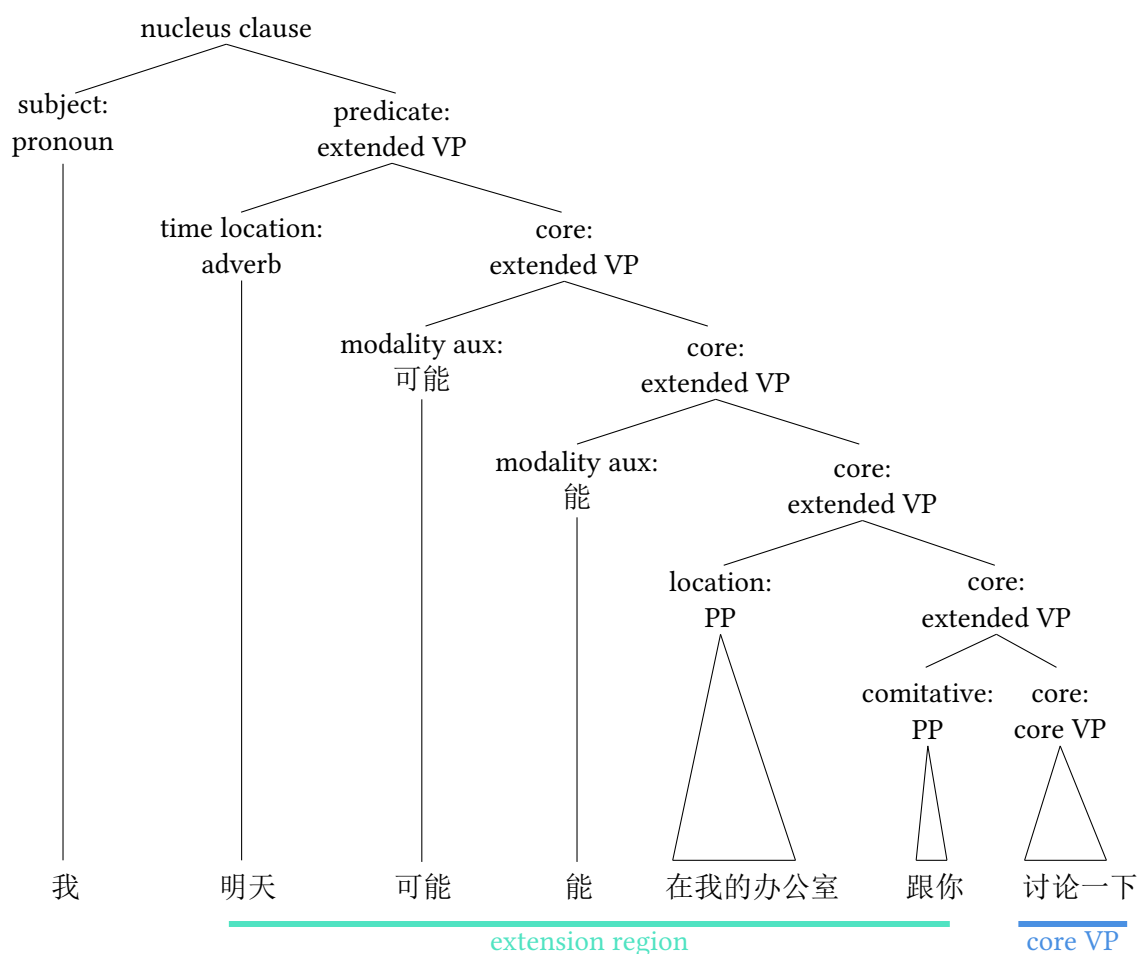 nucleus clause
subject:
pronoun
predicate:
extended VP
time location:
adverb
core:
extended VP
modality aux:
可能
core:
extended VP
modality aux:
能
core:
extended VP
location:
PP
core:
extended VP
comitative:
PP
core:
core VP
我 明天 可能 能 在我的办公室 跟你 讨论一下
extension region core VP